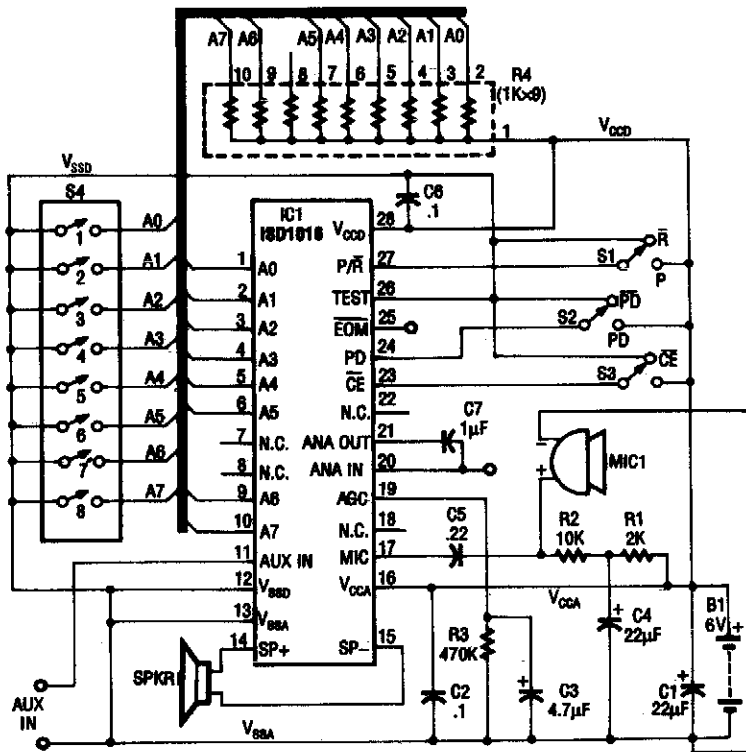 A7 A6 A5 A4 A3 A2 A1 A0
10 9 8 7 6 5 4 3 2
R4
(1K×9)
1
VCCD
VSSD
S4
1 A0
2 A1
3 A2
4 A3
5 A4
6 A5
7 A6
8 A7
IC1
ISD1016
C6
.1
VCCD 28
P/R̅ 27
T̅E̅S̅T̅ 26
E̅O̅M̅ 25
PD 24
C̅E̅ 23
N.C. 22
ANA OUT 21
ANA IN 20
AGC 19
N.C. 18
MIC 17
VCCA 16
SP– 15
1 A0
2 A1
3 A2
4 A3
5 A4
6 A5
7 N.C.
8 N.C.
9 A6
10 A7
11 AUX IN
12 VSSD
13 VSSA
14 SP+
S1 R̅
P
S2 P̅D̅
PD
S3 C̅E̅
C7
1µF
–
+
MIC1
C5
.22
R2
10K
R1
2K
VCCA
B1
6V
+
R3
470K
+
C4
22µF
SPKR1
AUX
IN
VSSA
C2
.1
+
C3
4.7µF
C1
22µF
+